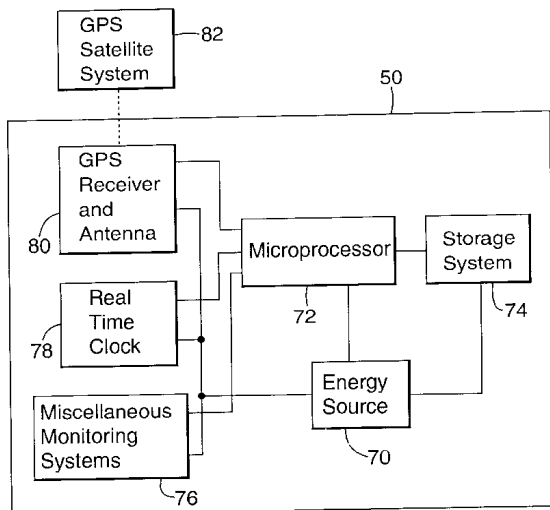 GPS
Satellite
System
82
50
GPS
Receiver
and
Antenna
80
Microprocessor
72
Storage
System
74
Real
Time
Clock
78
Energy
Source
70
Miscellaneous
Monitoring
Systems
76